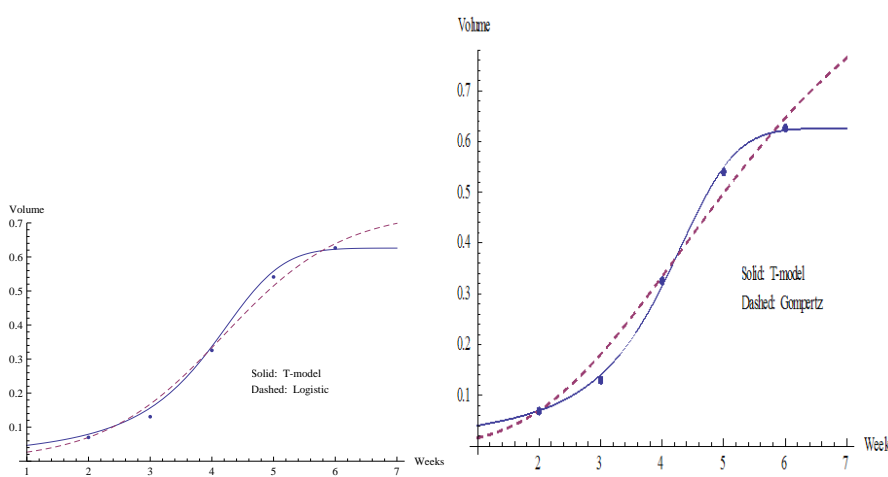 Volume
0.7
0.6
0.5
0.4
0.3
0.2
0.1
Solid: T-model
Dashed: Logistic
1 2 3 4 5 6 7 Weeks
Volume
0.7
0.6
0.5
0.4
0.3
0.2
0.1
Solid: T-model
Dashed: Gompertz
2 3 4 5 6 7 Week